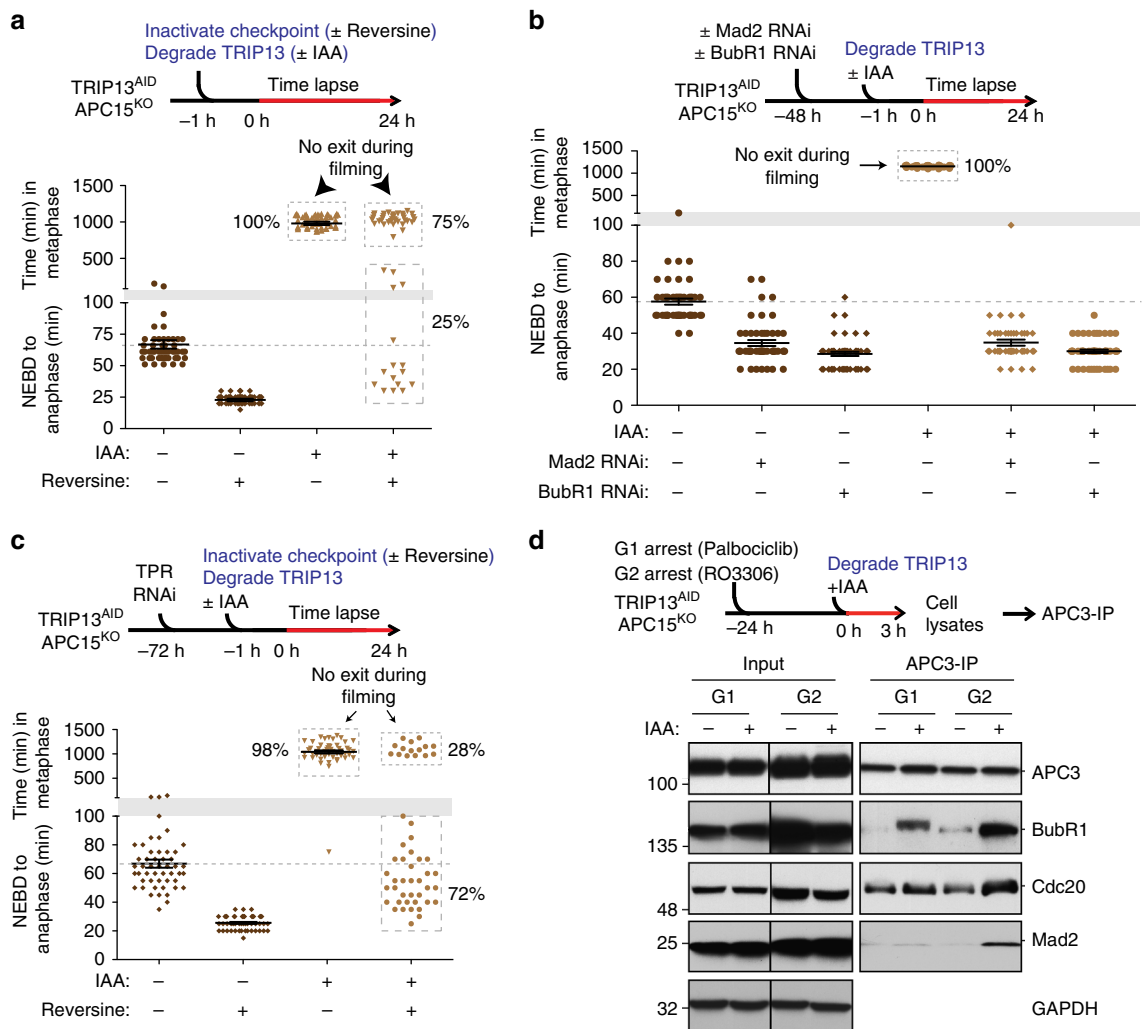 a
Inactivate checkpoint (± Reversine)
Degrade TRIP13 (± IAA)
TRIP13AID
APC15KO
Time lapse
–1 h
0 h
24 h
No exit during
filming
Time (min) in
metaphase
NEBD to
anaphase (min)
1500
1000
500
100
75
50
25
0
100%
75%
25%
IAA: – – + +
Reversine: – + – +
b
± Mad2 RNAi
± BubR1 RNAi
Degrade TRIP13
± IAA
TRIP13AID
APC15KO
Time lapse
–48 h
–1 h
0 h
24 h
No exit during
filming
100%
Time (min) in
metaphase
NEBD to
anaphase (min)
1500
1000
500
100
80
60
40
20
0
IAA: – – – + + +
Mad2 RNAi: – + – – + –
BubR1 RNAi: – – + – – +
c
Inactivate checkpoint (± Reversine)
Degrade TRIP13
TPR
RNAi
± IAA
TRIP13AID
APC15KO
Time lapse
–72 h
–1 h
0 h
24 h
No exit during
filming
98%
28%
72%
Time (min) in
metaphase
NEBD to
anaphase (min)
1500
1000
500
100
80
60
40
20
0
IAA: – – + +
Reversine: – + – +
d
G1 arrest (Palbociclib)
G2 arrest (RO3306)
Degrade TRIP13
+IAA
TRIP13AID
APC15KO
–24 h
0 h
3 h
Cell
lysates
APC3-IP
Input
APC3-IP
G1 G2 G1 G2
IAA: – + – + – + – +
100
APC3
135
BubR1
48
Cdc20
25
Mad2
32
GAPDH